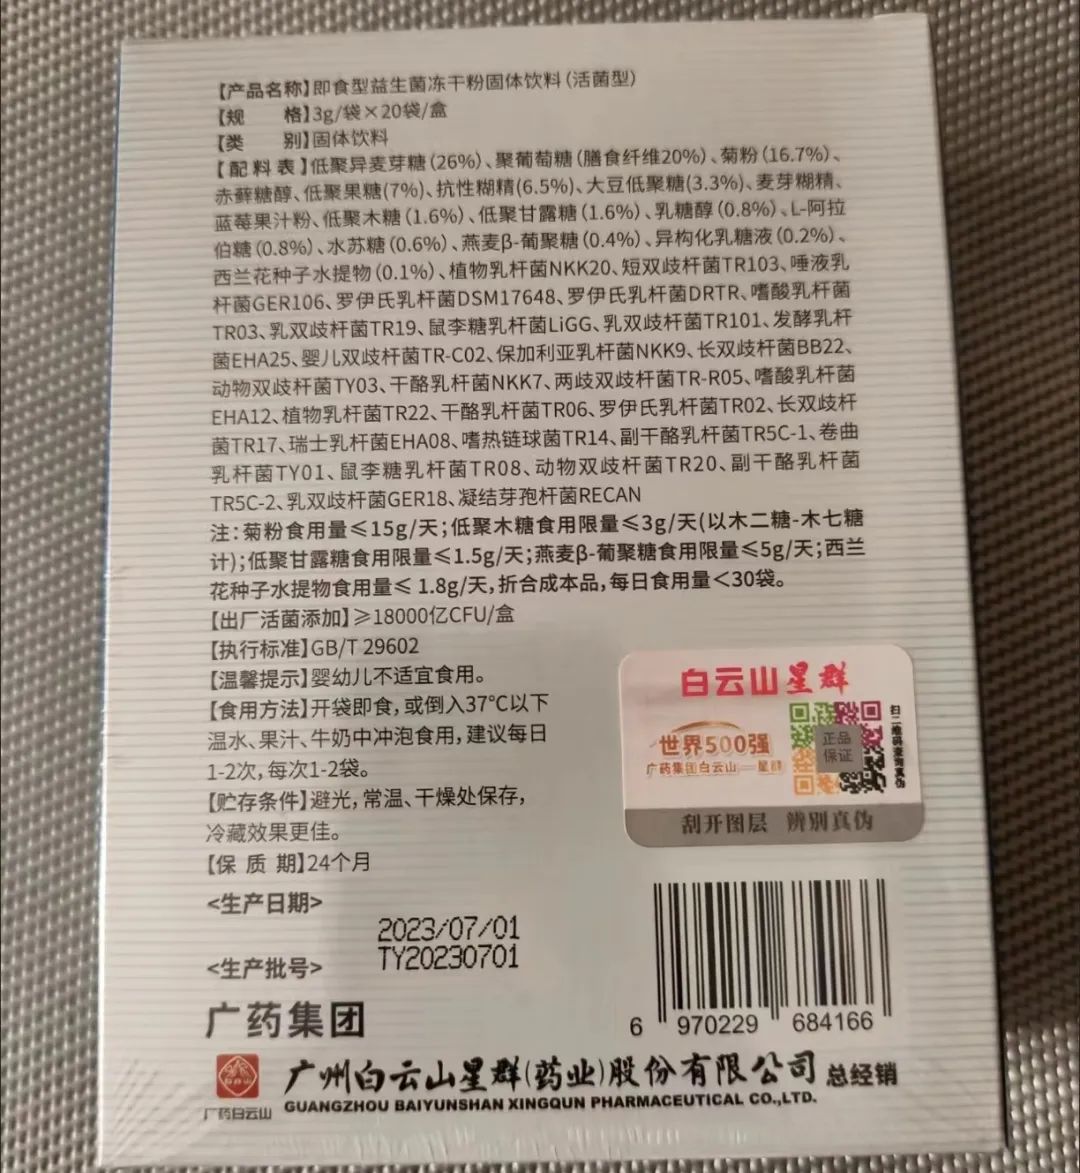 【产品名称】即食型益生菌冻干粉固体饮料(活菌型)
【规 格】3g/袋×20袋/盒
【类 别】固体饮料
【配料表】低聚异麦芽糖(26%)、聚葡萄糖(膳食纤维20%)、菊粉(16.7%)、
赤藓糖醇、低聚果糖(7%)、抗性糊精(6.5%)、大豆低聚糖(3.3%)、麦芽糊精、
蓝莓果汁粉、低聚木糖(1.6%)、低聚甘露糖(1.6%)、乳糖醇(0.8%)、L-阿拉
伯糖(0.8%)、水苏糖(0.6%)、燕麦β-葡聚糖(0.4%)、异构化乳糖液(0.2%)、
西兰花种子水提物(0.1%)、植物乳杆菌NKK20、短双歧杆菌TR103、唾液乳
杆菌GER106、罗伊氏乳杆菌DSM17648、罗伊氏乳杆菌DRTR、嗜酸乳杆菌
TR03、乳双歧杆菌TR19、鼠李糖乳杆菌LiGG、乳双歧杆菌TR101、发酵乳杆
菌EHA25、婴儿双歧杆菌TR-C02、保加利亚乳杆菌NKK9、长双歧杆菌BB22、
动物双歧杆菌TY03、干酪乳杆菌NKK7、两歧双歧杆菌TR-R05、嗜酸乳杆菌
EHA12、植物乳杆菌TR22、干酪乳杆菌TR06、罗伊氏乳杆菌TR02、长双歧杆
菌TR17、瑞士乳杆菌EHA08、嗜热链球菌TR14、副干酪乳杆菌TR5C-1、卷曲
乳杆菌TY01、鼠李糖乳杆菌TR08、动物双歧杆菌TR20、副干酪乳杆菌
TR5C-2、乳双歧杆菌GER18、凝结芽孢杆菌RECAN
注:菊粉食用量≤15g/天;低聚木糖食用限量≤3g/天(以木二糖-木七糖
计);低聚甘露糖食用限量≤1.5g/天;燕麦β-葡聚糖食用限量≤5g/天;西兰
花种子水提物食用量≤ 1.8g/天,折合成本品,每日食用量<30袋。
【出厂活菌添加】≥18000亿CFU/盒
【执行标准】GB/T 29602
【温馨提示】婴幼儿不适宜食用。
【食用方法】开袋即食,或倒入37℃以下
温水、果汁、牛奶中冲泡食用,建议每日
1-2次,每次1-2袋。
【贮存条件】避光,常温、干燥处保存,
冷藏效果更佳。
【保 质 期】24个月
<生产日期>
2023/07/01
<生产批号>
TY20230701
白云山星群
世界500强
广药集团白云山——星群
正品
保证
扫二维码查询真伪
刮开图层 辨别真伪
6 970229 684166
广药集团
广药白云山
广州白云山星群(药业)股份有限公司 总经销
GUANGZHOU BAIYUNSHAN XINGQUN PHARMACEUTICAL CO.,LTD.